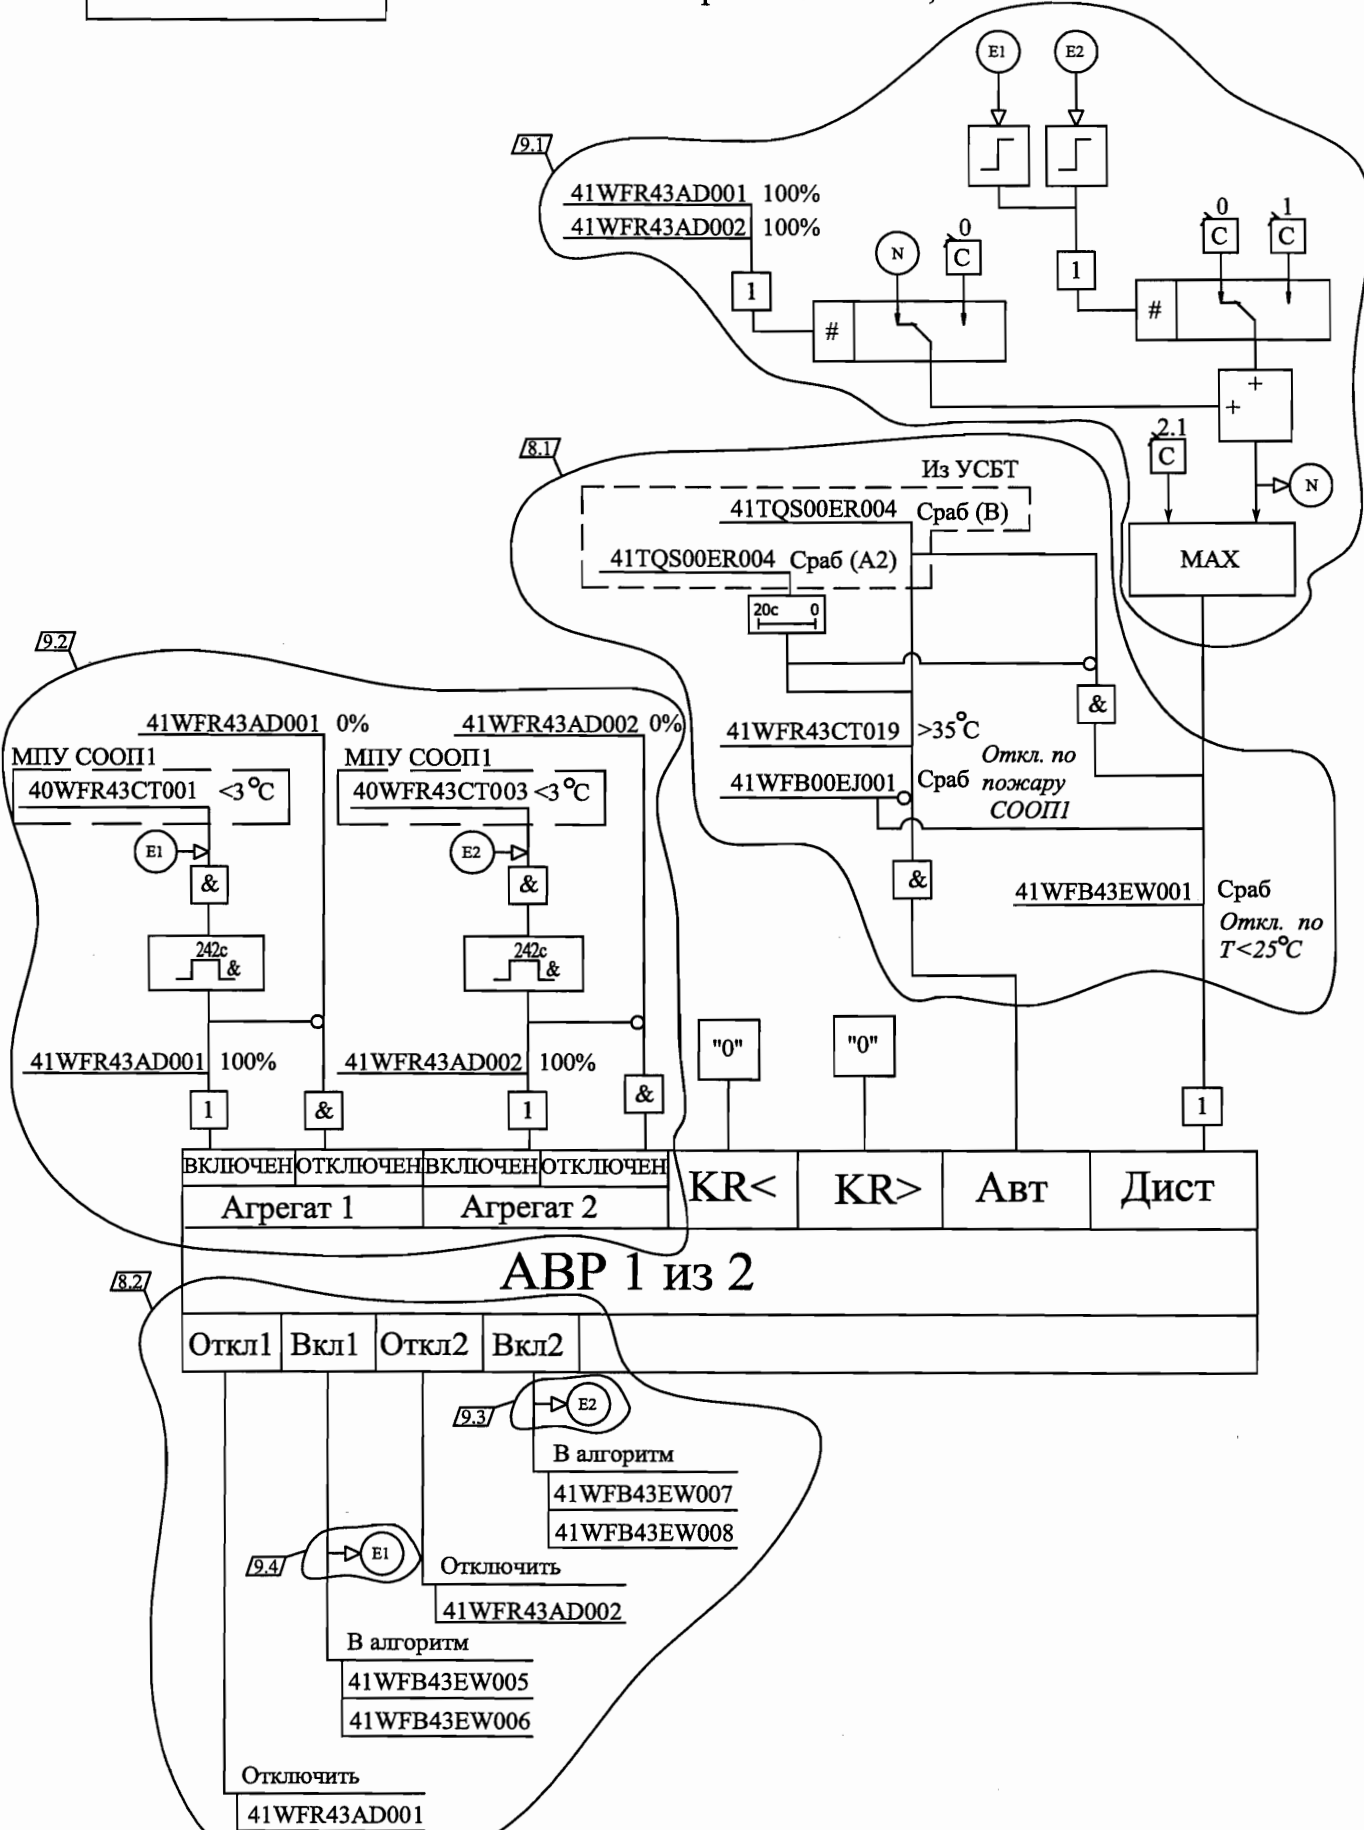 E1 E2
9.1
41WFR43AD001 100%
41WFR43AD002 100%
0 1
C C
0
N C
1
1
#
#
+
+
2.1
C
N
MAX
8.1
Из УСБТ
41TQS00ER004 Сраб (В)
41TQS00ER004 Сраб (А2)
20с 0
&
41WFR43CT019 >35°С
41WFB00EJ001 Сраб
Откл. по
пожару
СООП1
&
41WFB43EW001 Сраб
Откл. по
Т<25°С
9.2
41WFR43AD001 0%
41WFR43AD002 0%
МПУ СООП1
МПУ СООП1
40WFR43CT001 <3°С
40WFR43CT003 <3°С
E1
E2
&
&
242с
&
242с
&
41WFR43AD001 100%
41WFR43AD002 100%
"0"
"0"
1
&
1
&
1
ВКЛЮЧЕН ОТКЛЮЧЕН ВКЛЮЧЕН ОТКЛЮЧЕН
Агрегат 1 Агрегат 2
KR< KR> Авт Дист
АВР 1 из 2
8.2
Откл1 Вкл1 Откл2 Вкл2
9.3
E2
В алгоритм
41WFB43EW007
41WFB43EW008
9.4
E1
Отключить
41WFR43AD002
В алгоритм
41WFB43EW005
41WFB43EW006
Отключить
41WFR43AD001